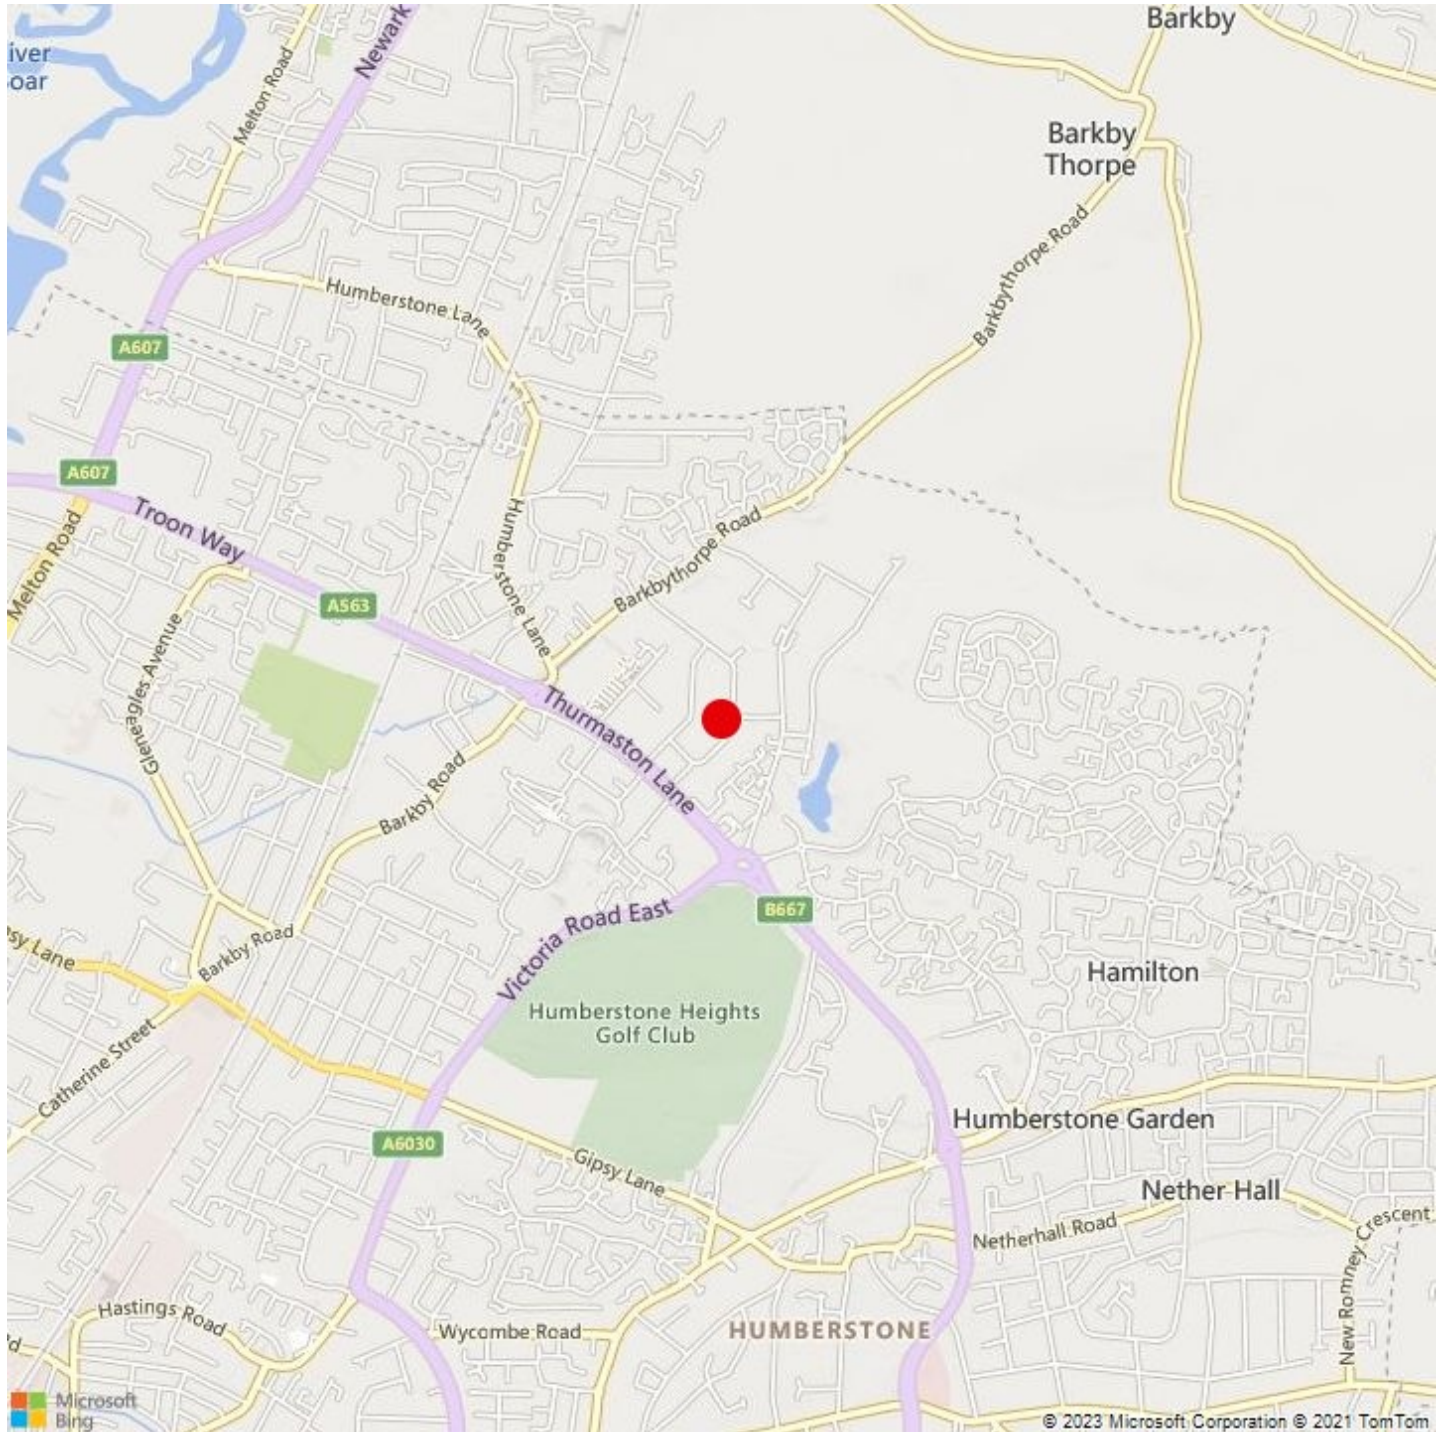 Barkby
Newark
iver
oar
Melton Road
Barkby
Thorpe
Barkbythorpe Road
Humberstone Lane
A607
A607
Troon Way
Melton Road
Humberstone Lane
Barkbythorpe Road
A563
Gleneagles Avenue
Thurmaston Lane
Barkby Road
Victoria Road East
B667
sy Lane
Barkby Road
Hamilton
Humberstone Heights
Golf Club
Catherine Street
Humberstone Garden
A6030
Gipsy Lane
Nether Hall
Netherhall Road
New Romney Crescent
Hastings Road
Wycombe Road
HUMBERSTONE
Rd
Microsoft
Bing
© 2023 Microsoft Corporation © 2021 TomTom